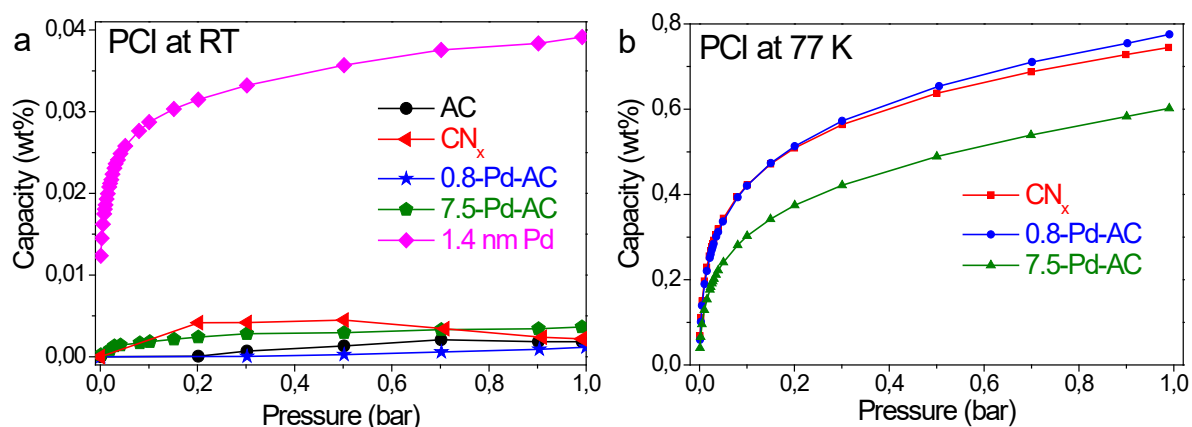 a
PCI at RT
Capacity (wt%)
0,04
0,03
0,02
0,01
0,00
AC
CNx
0.8-Pd-AC
7.5-Pd-AC
1.4 nm Pd
0,0 0,2 0,4 0,6 0,8 1,0
Pressure (bar)
b
PCI at 77 K
Capacity (wt%)
0,8
0,6
0,4
0,2
0,0
CNx
0.8-Pd-AC
7.5-Pd-AC
0,0 0,2 0,4 0,6 0,8 1,0
Pressure (bar)